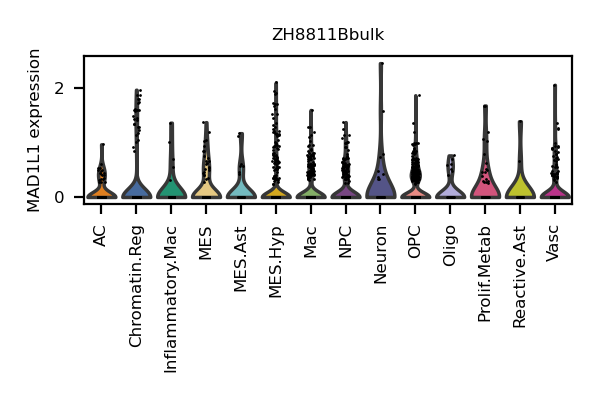 ZH8811Bbulk
MAD1L1 expression
2
0
AC
Chromatin.Reg
Inflammatory.Mac
MES
MES.Ast
MES.Hyp
Mac
NPC
Neuron
OPC
Oligo
Prolif.Metab
Reactive.Ast
Vasc